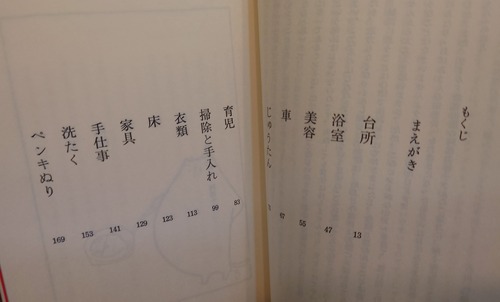 もくじ
まえがき
台所 13
浴室 47
美容 55
車 67
じゅうたん
育児 83
掃除と手入れ 99
衣類 113
床 123
家具 129
手仕事 141
洗たく 153
ペンキぬり 169